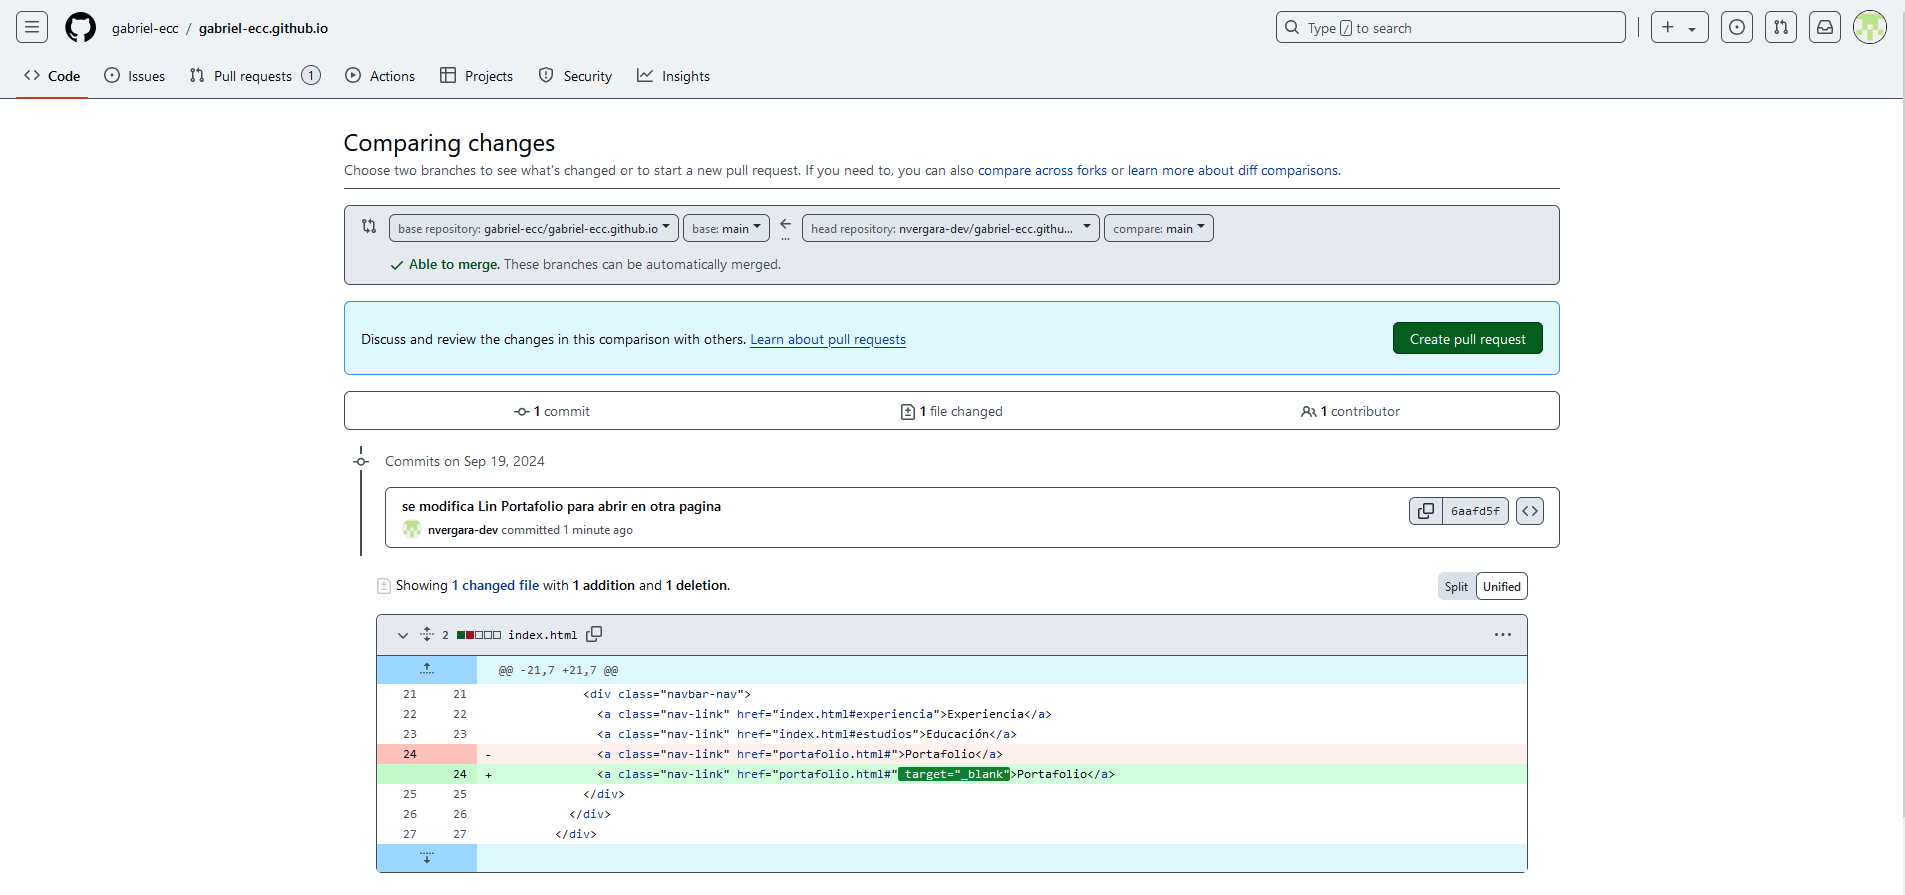 gabriel-ecc / gabriel-ecc.github.io
Type / to search
Code Issues Pull requests 1 Actions Projects Security Insights
Comparing changes
Choose two branches to see what's changed or to start a new pull request. If you need to, you can also compare across forks or learn more about diff comparisons.
base repository: gabriel-ecc/gabriel-ecc.github.io base: main ... head repository: nvergara-dev/gabriel-ecc.githu... compare: main
Able to merge. These branches can be automatically merged.
Discuss and review the changes in this comparison with others. Learn about pull requests Create pull request
1 commit 1 file changed 1 contributor
Commits on Sep 19, 2024
se modifica Lin Portafolio para abrir en otra pagina
6aafd5f
nvergara-dev committed 1 minute ago
Showing 1 changed file with 1 addition and 1 deletion. Split Unified
2 index.html
@@ -21,7 +21,7 @@
21 21 <div class="navbar-nav">
22 22 <a class="nav-link" href="index.html#experiencia">Experiencia</a>
23 23 <a class="nav-link" href="index.html#estudios">Educación</a>
24 - <a class="nav-link" href="portafolio.html#">Portafolio</a>
24 + <a class="nav-link" href="portafolio.html#" target="_blank">Portafolio</a>
25 25 </div>
26 26 </div>
27 27 </div>